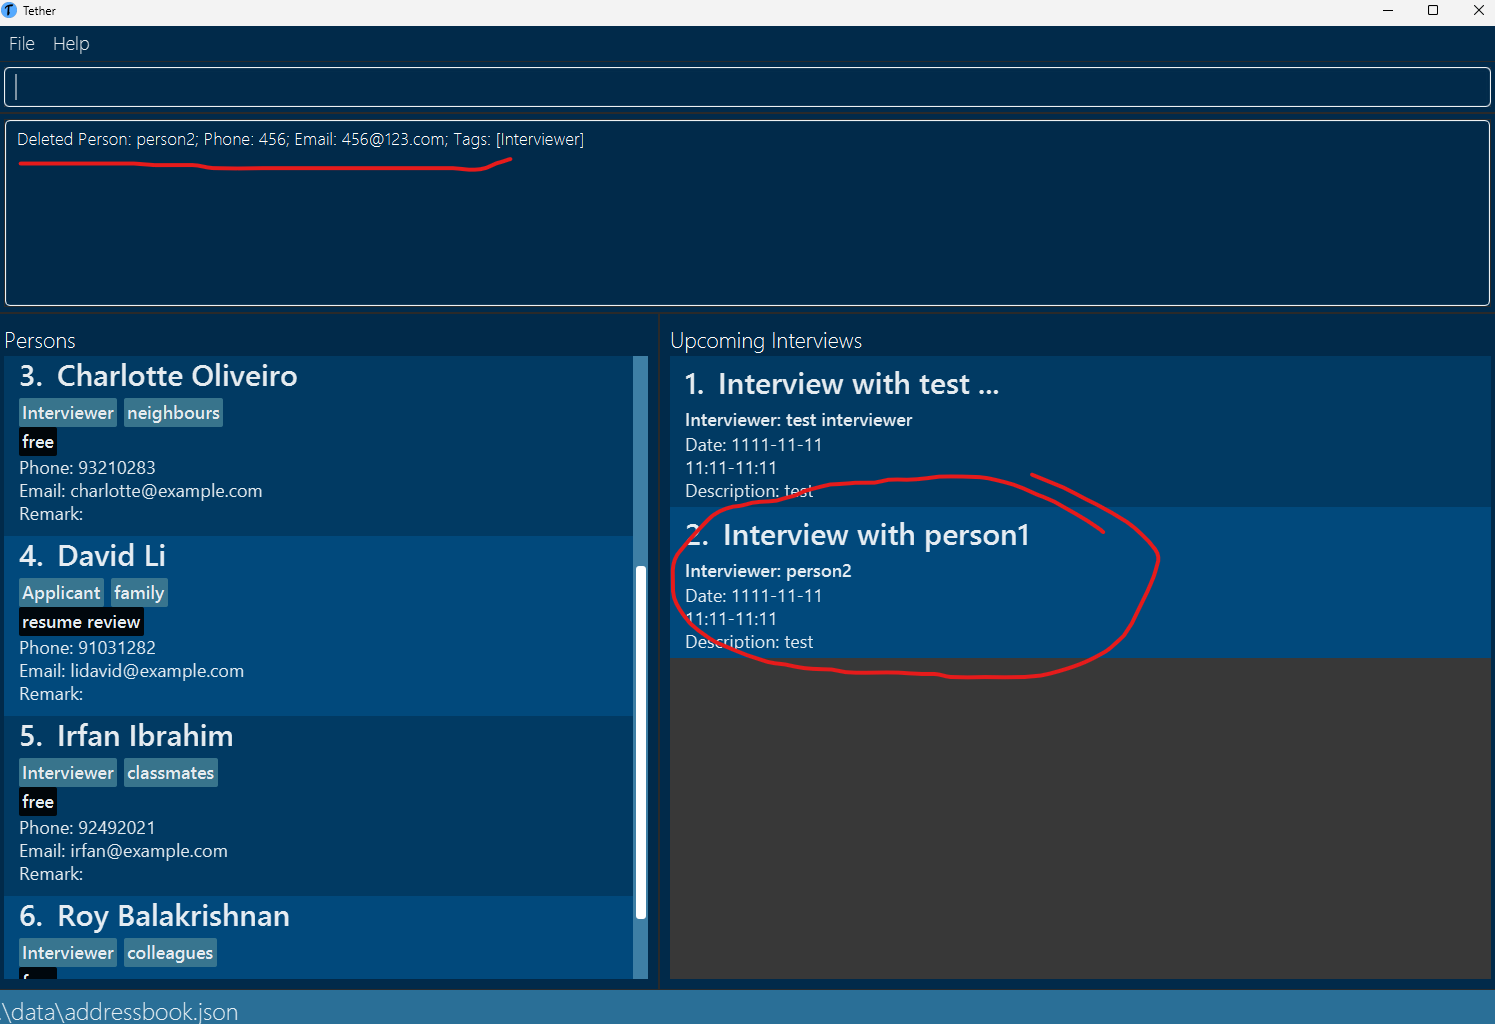 Tether
File Help
Deleted Person: person2; Phone: 456; Email: 456@123.com; Tags: [Interviewer]
Persons
3. Charlotte Oliveiro
Interviewer neighbours
free
Phone: 93210283
Email: charlotte@example.com
Remark:
4. David Li
Applicant family
resume review
Phone: 91031282
Email: lidavid@example.com
Remark:
5. Irfan Ibrahim
Interviewer classmates
free
Phone: 92492021
Email: irfan@example.com
Remark:
6. Roy Balakrishnan
Interviewer colleagues
Upcoming Interviews
1. Interview with test ...
Interviewer: test interviewer
Date: 1111-11-11
11:11-11:11
Description: test
2. Interview with person1
Interviewer: person2
Date: 1111-11-11
11:11-11:11
Description: test
\data\addressbook.json